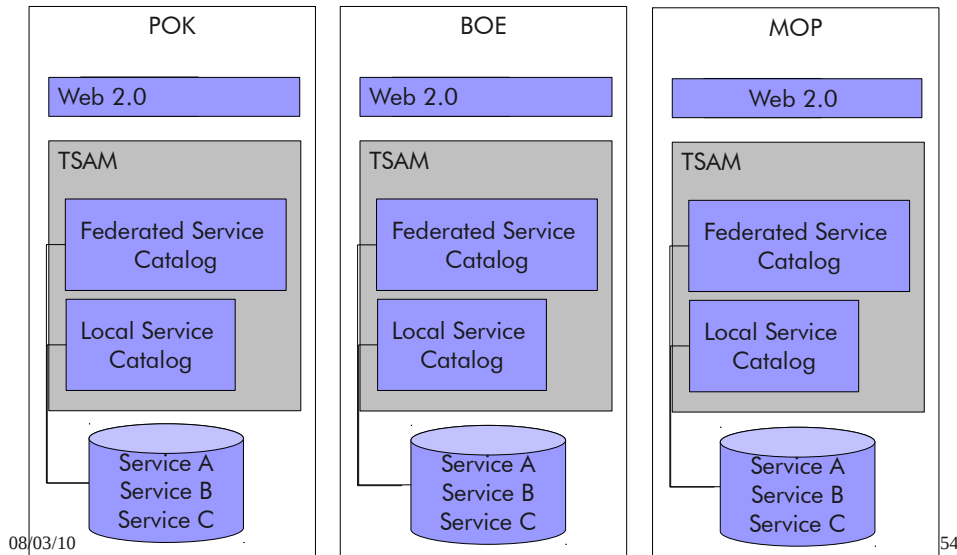 POK
Web 2.0
TSAM
Federated Service
Catalog
Local Service
Catalog
Service A
Service B
Service C
BOE
Web 2.0
TSAM
Federated Service
Catalog
Local Service
Catalog
Service A
Service B
Service C
MOP
Web 2.0
TSAM
Federated Service
Catalog
Local Service
Catalog
Service A
Service B
Service C
08/03/10
54